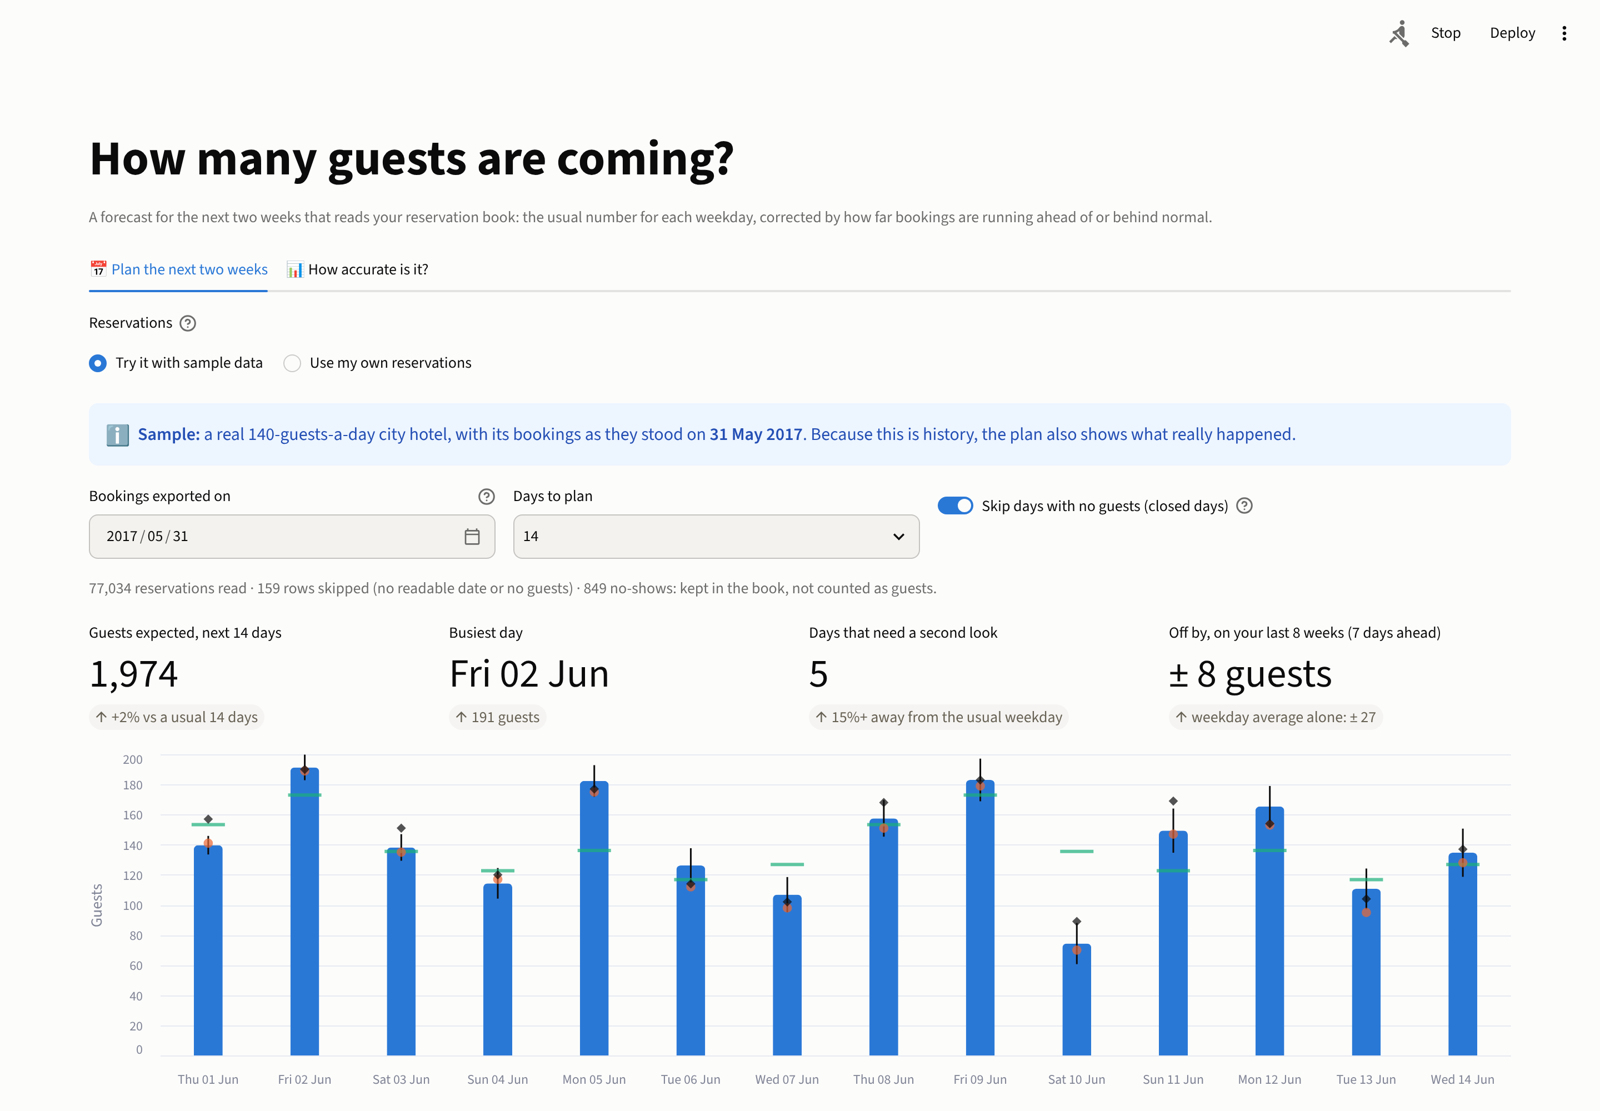 Stop Deploy
How many guests are coming?
A forecast for the next two weeks that reads your reservation book: the usual number for each weekday, corrected by how far bookings are running ahead of or behind normal.
📅 Plan the next two weeks 📊 How accurate is it?
Reservations
Try it with sample data Use my own reservations
ℹ️ Sample: a real 140-guests-a-day city hotel, with its bookings as they stood on 31 May 2017. Because this is history, the plan also shows what really happened.
Bookings exported on Days to plan Skip days with no guests (closed days)
2017/05/31 14
77,034 reservations read · 159 rows skipped (no readable date or no guests) · 849 no-shows: kept in the book, not counted as guests.
Guests expected, next 14 days
1,974
↑ +2% vs a usual 14 days
Busiest day
Fri 02 Jun
↑ 191 guests
Days that need a second look
5
↑ 15%+ away from the usual weekday
Off by, on your last 8 weeks (7 days ahead)
± 8 guests
↑ weekday average alone: ± 27
Guests
200
180
160
140
120
100
80
60
40
20
0
Thu 01 Jun Fri 02 Jun Sat 03 Jun Sun 04 Jun Mon 05 Jun Tue 06 Jun Wed 07 Jun Thu 08 Jun Fri 09 Jun Sat 10 Jun Sun 11 Jun Mon 12 Jun Tue 13 Jun Wed 14 Jun